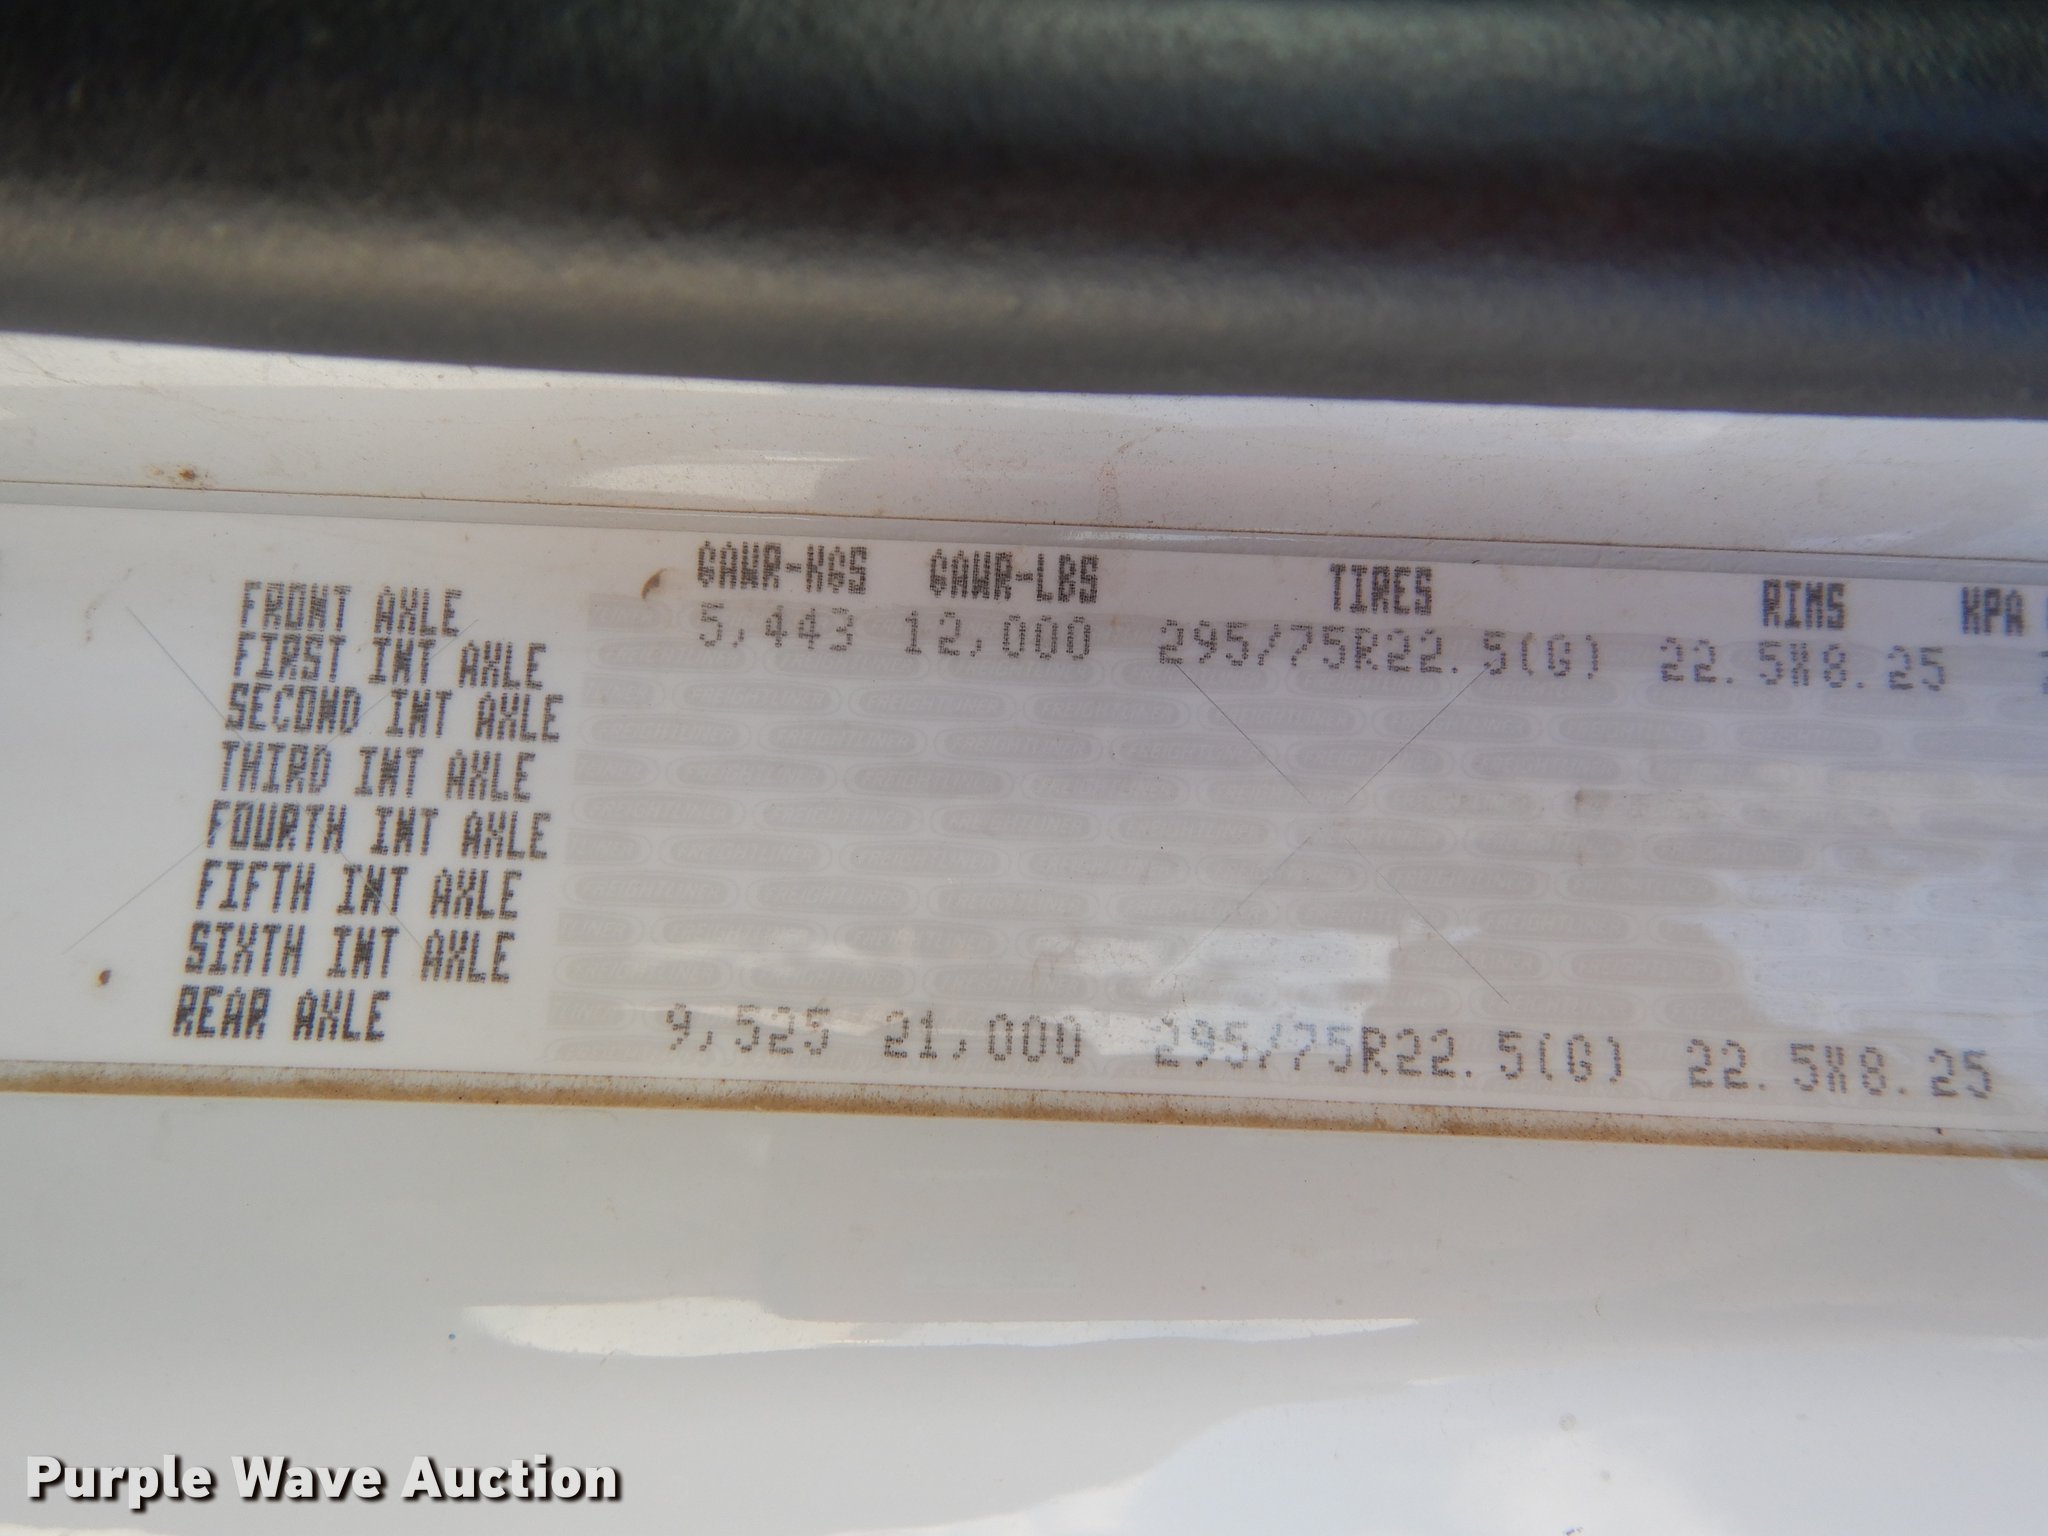 GAWR-KGS GAWR-LBS TIRES RIMS KPA
FRONT AXLE 5,443 12,000 295/75R22.5(G) 22.5X8.25
FIRST INT AXLE
SECOND INT AXLE
THIRD INT AXLE
FOURTH INT AXLE
FIFTH INT AXLE
SIXTH INT AXLE
REAR AXLE 9,525 21,000 295/75R22.5(G) 22.5X8.25
Purple Wave Auction